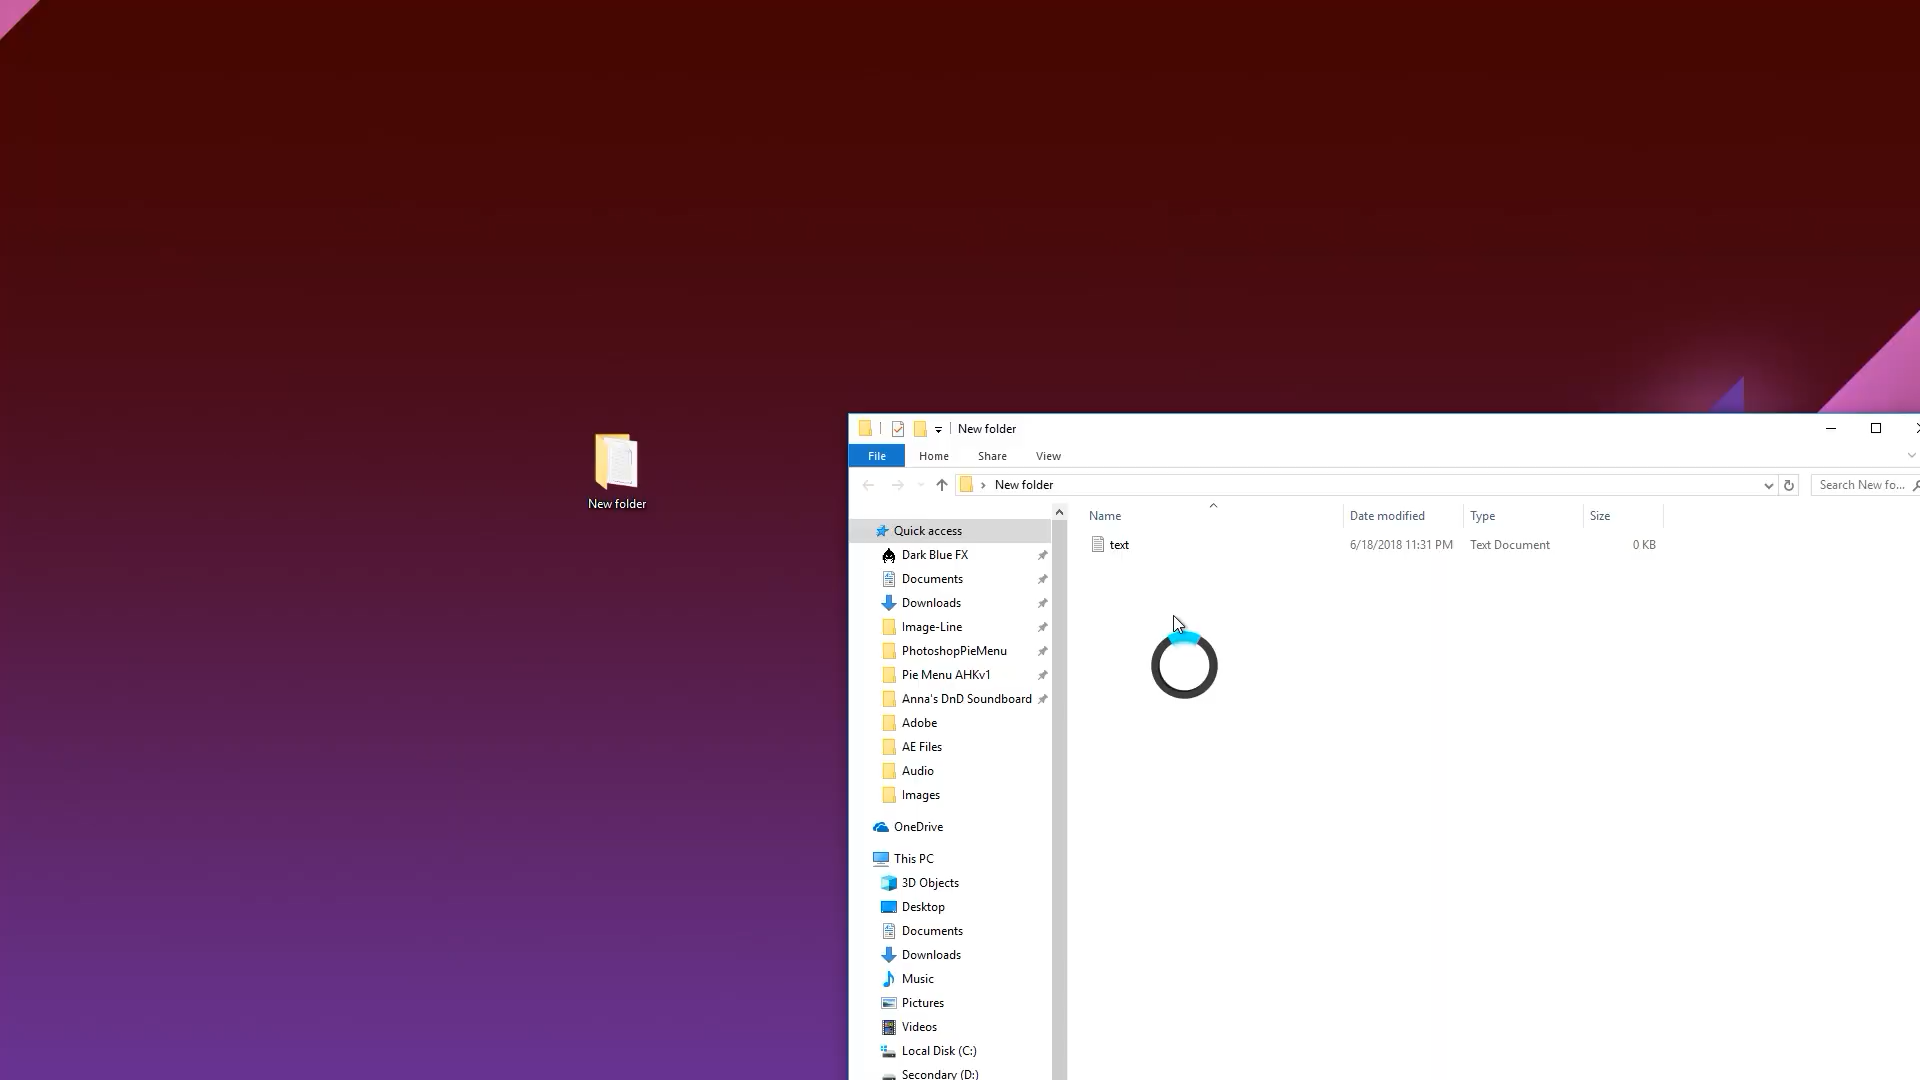 New folder
New folder
File Home Share View
New folder
Search New fo...
Name Date modified Type Size
text 6/18/2018 11:31 PM Text Document 0 KB
Quick access
Dark Blue FX
Documents
Downloads
Image-Line
PhotoshopPieMenu
Pie Menu AHKv1
Anna's DnD Soundboard
Adobe
AE Files
Audio
Images
OneDrive
This PC
3D Objects
Desktop
Documents
Downloads
Music
Pictures
Videos
Local Disk (C:)
Secondary (D:)